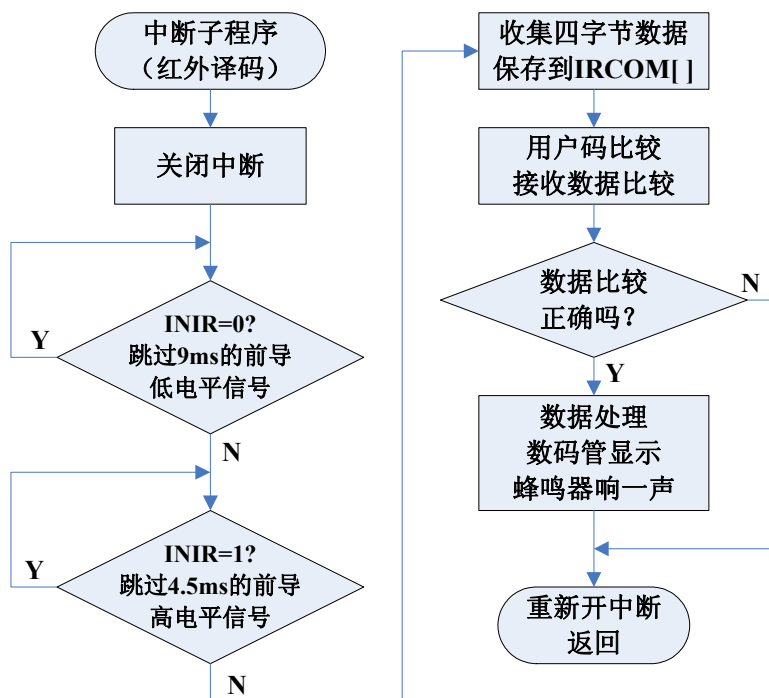 中断子程序
（红外译码）
关闭中断
INIR=0?
跳过9ms的前导
低电平信号
Y
N
INIR=1?
跳过4.5ms的前导
高电平信号
Y
N
收集四字节数据
保存到IRCOM[ ]
用户码比较
接收数据比较
数据比较
正确吗？
N
Y
数据处理
数码管显示
蜂鸣器响一声
重新开中断
返回